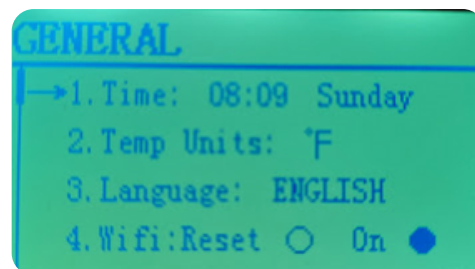 GENERAL
1.Time: 08:09 Sunday
2.Temp Units: °F
3.Language: ENGLISH
4.Wifi:Reset On